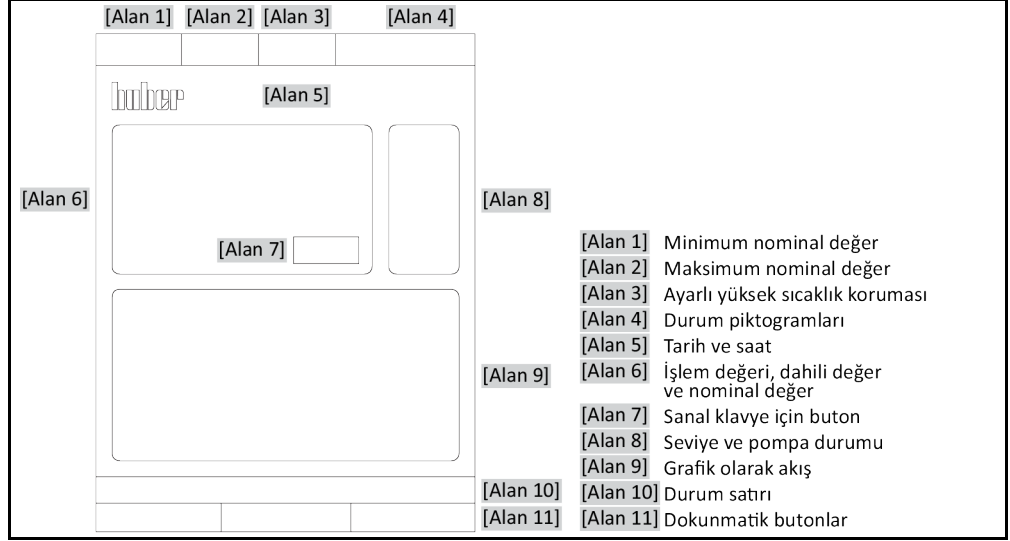 [Alan 1] [Alan 2] [Alan 3] [Alan 4]
huber
[Alan 5]
[Alan 6]
[Alan 7]
[Alan 8]
[Alan 9]
[Alan 10]
[Alan 11]
[Alan 1] Minimum nominal değer
[Alan 2] Maksimum nominal değer
[Alan 3] Ayarlı yüksek sıcaklık koruması
[Alan 4] Durum piktogramları
[Alan 5] Tarih ve saat
[Alan 6] İşlem değeri, dahili değer
ve nominal değer
[Alan 7] Sanal klavye için buton
[Alan 8] Seviye ve pompa durumu
[Alan 9] Grafik olarak akış
[Alan 10] Durum satırı
[Alan 11] Dokunmatik butonlar